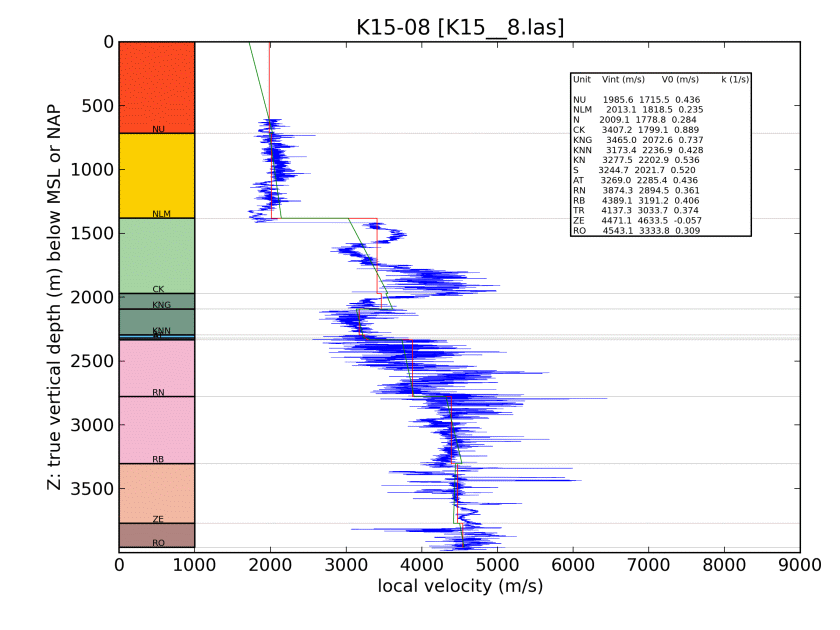 K15-08 [K15__8.las]
Z: true vertical depth (m) below MSL or NAP
0
500
1000
1500
2000
2500
3000
3500
NU
NLM
CK
KNG
KNN
RN
RB
ZE
RO
Unit Vint (m/s) V0 (m/s) k (1/s)
NU 1985.6 1715.5 0.436
NLM 2013.1 1818.5 0.235
N 2009.1 1778.8 0.284
CK 3407.2 1799.1 0.889
KNG 3465.0 2072.6 0.737
KNN 3173.4 2236.9 0.428
KN 3277.5 2202.9 0.536
S 3244.7 2021.7 0.520
AT 3269.0 2285.4 0.436
RN 3874.3 2894.5 0.361
RB 4389.1 3191.2 0.406
TR 4137.3 3033.7 0.374
ZE 4471.1 4633.5 -0.057
RO 4543.1 3333.8 0.309
0 1000 2000 3000 4000 5000 6000 7000 8000 9000
local velocity (m/s)